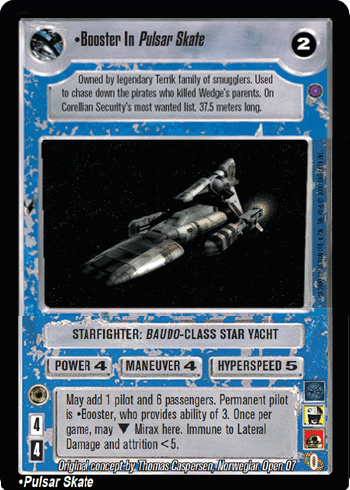 •Booster In Pulsar Skate
2
Owned by legendary Terrik family of smugglers. Used
to chase down the pirates who killed Wedge's parents. On
Corellian Security's most wanted list. 37.5 meters long.
STARFIGHTER: BAUDO-CLASS STAR YACHT
POWER 4
MANEUVER 4
HYPERSPEED 5
May add 1 pilot and 6 passengers. Permanent pilot
is •Booster, who provides ability of 3. Once per
game, may ▼ Mirax here. Immune to Lateral
Damage and attrition < 5.
4
4
0
Original concept by Thomas Caspersen, Norwegian Open 07
•Pulsar Skate